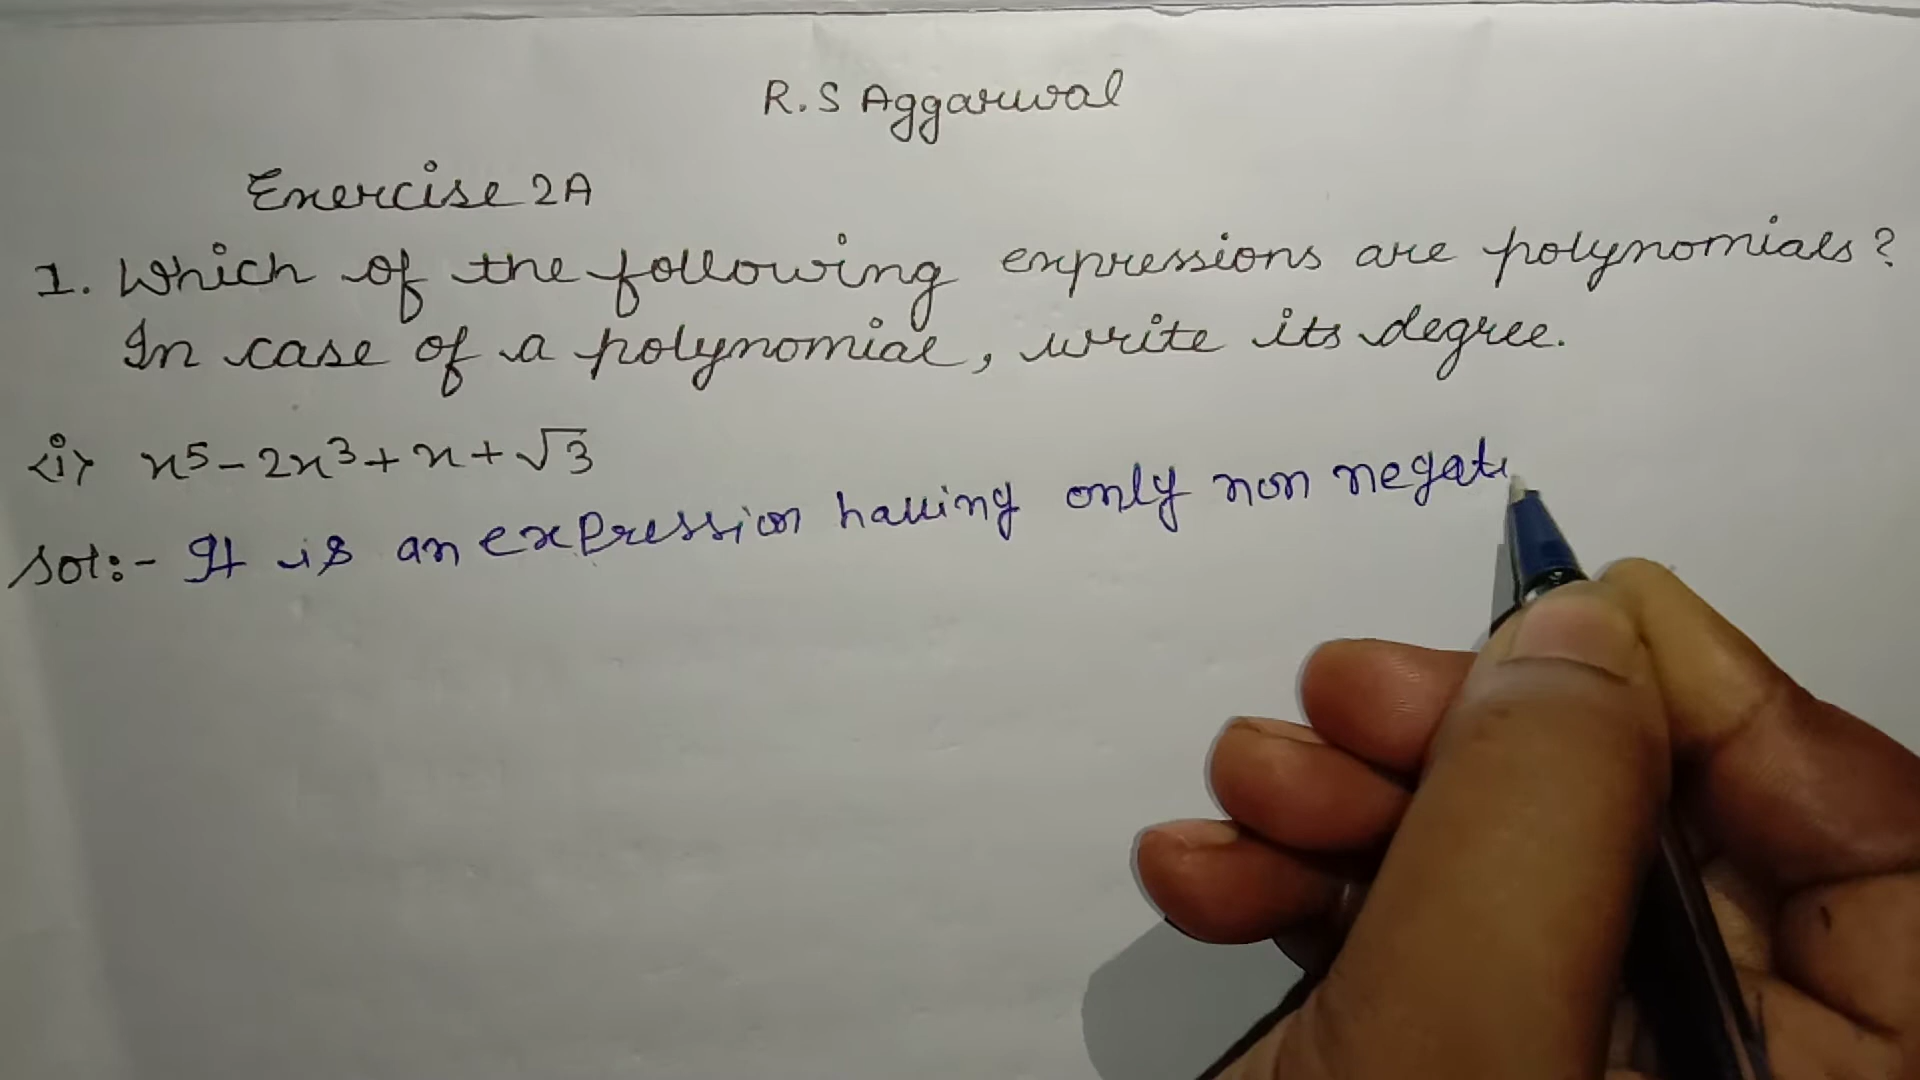 R.S Aggarwal
Exercise 2A
1. Which of the following expressions are polynomials?
In case of a polynomial, write its degree.
(i) x⁵-2x³+x+√3
Sol:- It is an expression having only non negati